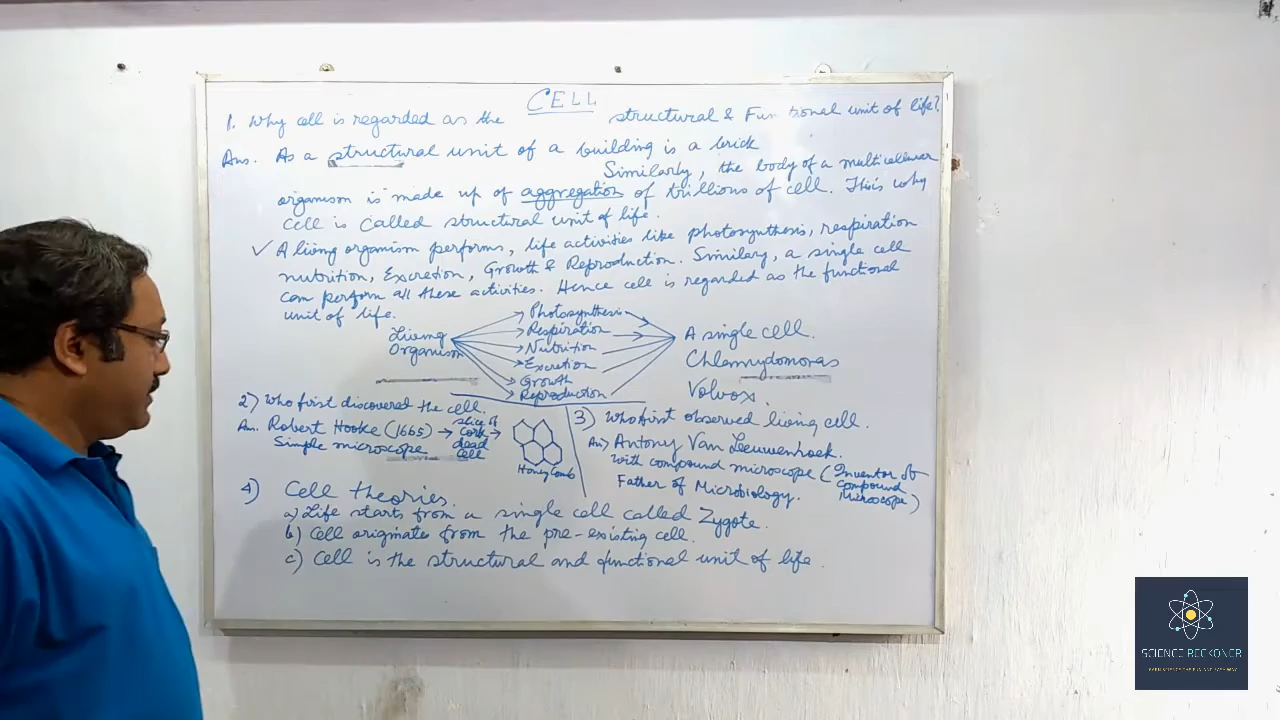 CELL
1. Why cell is regarded as the structural & Functional unit of life?
Ans. As a structural unit of a building is a brick
Similarly, the body of a multicellular
organism is made up of aggregation of trillions of cell. This is why
cell is called structural unit of life.
✓ A living organism performs, life activities like photosynthesis, respiration
nutrition, Excretion, Growth & Reproduction. Similary, a single cell
can perform all these activities. Hence cell is regarded as the functional
unit of life.
Living
Organism
Photosynthesis
Respiration
Nutrition
Excretion
Growth
Reproduction
A single cell.
Chlamydomonas
Volvox.
2) Who first discovered the cell.
Ans. Robert Hooke (1665) → slice of
Cork →
dead
cell
Simple microscope
Honey Comb
3) Who first observed living cell.
Ans) Antony Van Leeuwenhoek.
With compound microscope (Inventor of
Compound
Microscope)
Father of Microbiology.
4) Cell theories.
a) Life starts from a single cell called Zygote.
b) Cell originates from the pre-existing cell.
c) Cell is the structural and functional unit of life.
SCIENCE RECKONER